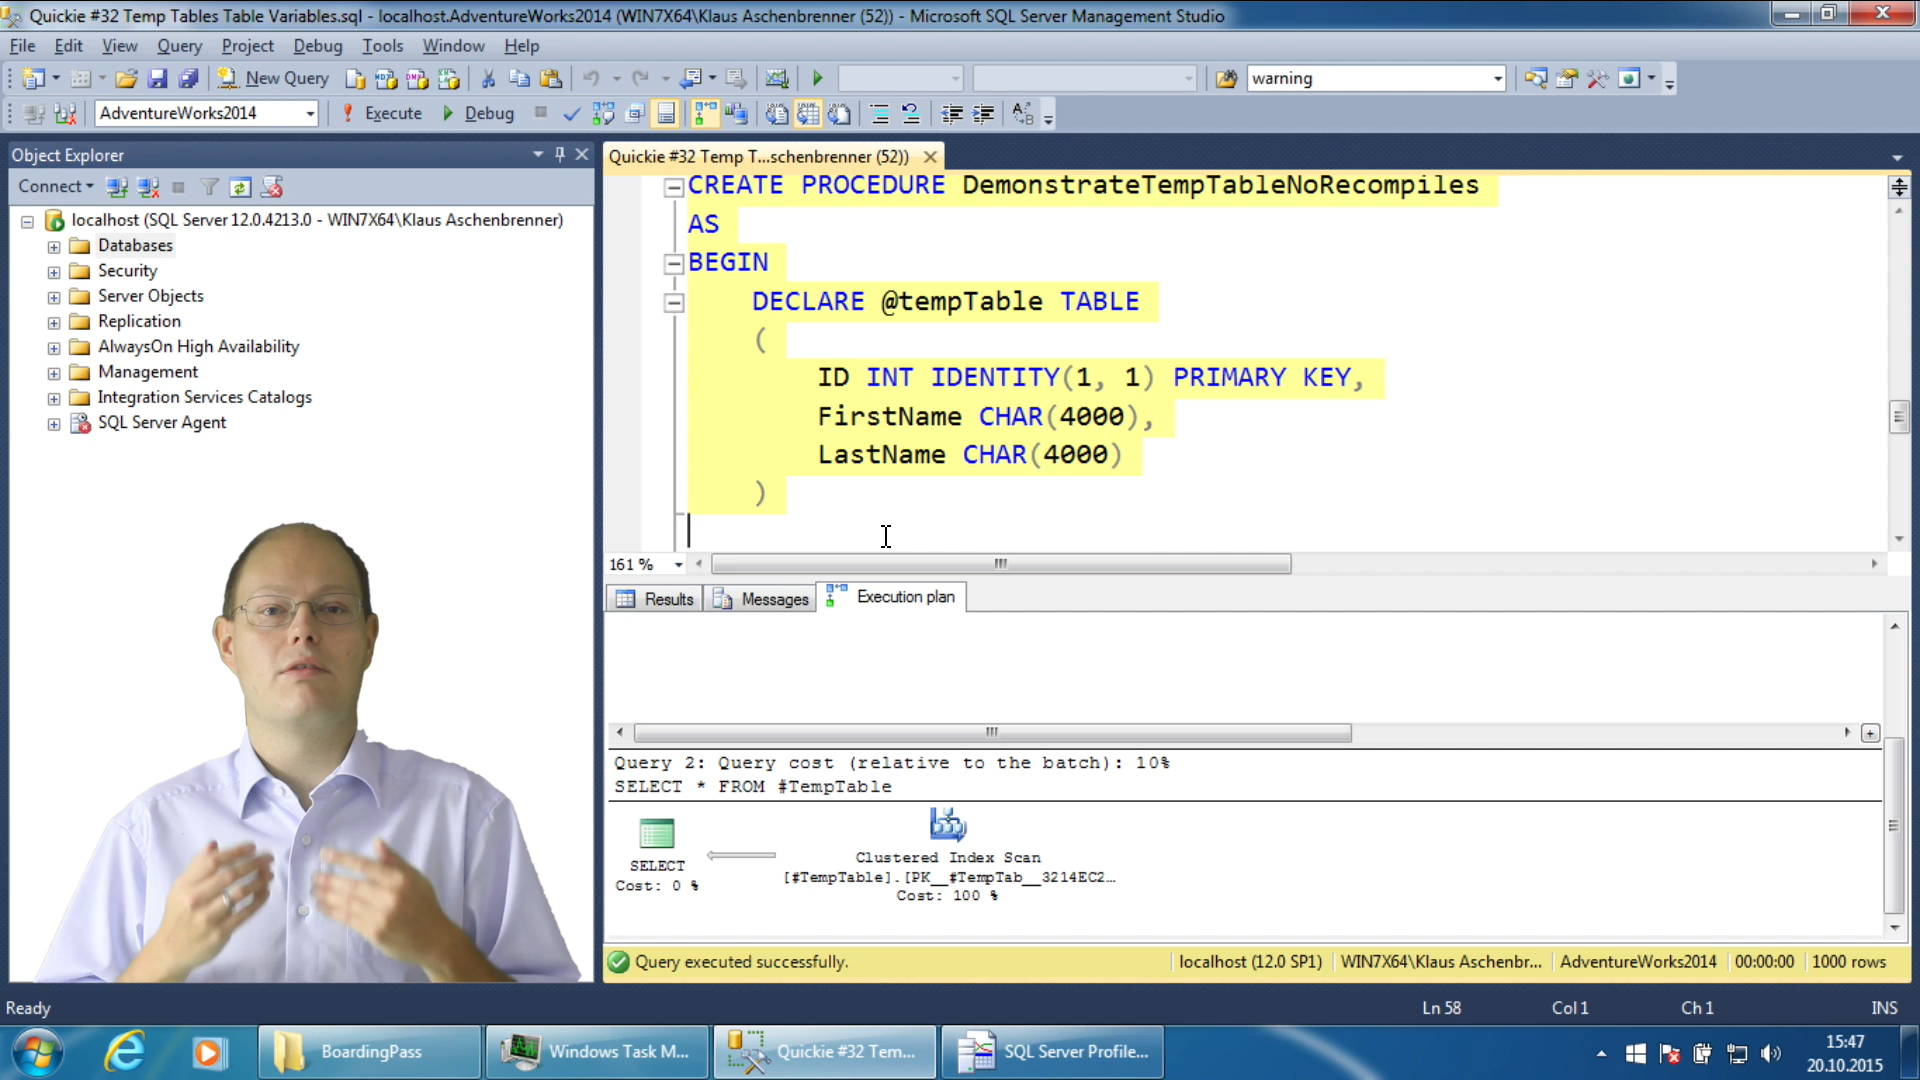 Quickie #32 Temp Tables Table Variables.sql - localhost.AdventureWorks2014 (WIN7X64\Klaus Aschenbrenner (52)) - Microsoft SQL Server Management Studio
File Edit View Query Project Debug Tools Window Help
New Query warning
AdventureWorks2014 Execute Debug
Object Explorer
Connect
localhost (SQL Server 12.0.4213.0 - WIN7X64\Klaus Aschenbrenner)
Databases
Security
Server Objects
Replication
AlwaysOn High Availability
Management
Integration Services Catalogs
SQL Server Agent
Quickie #32 Temp T...schenbrenner (52))
CREATE PROCEDURE DemonstrateTempTableNoRecompiles
AS
BEGIN
DECLARE @tempTable TABLE
(
ID INT IDENTITY(1, 1) PRIMARY KEY,
FirstName CHAR(4000),
LastName CHAR(4000)
)
161 %
Results Messages Execution plan
Query 2: Query cost (relative to the batch): 10%
SELECT * FROM #TempTable
SELECT
Cost: 0 %
Clustered Index Scan
[#TempTable].[PK__#TempTab__3214EC2…
Cost: 100 %
Query executed successfully. localhost (12.0 SP1) WIN7X64\Klaus Aschenbr... AdventureWorks2014 00:00:00 1000 rows
Ready Ln 58 Col 1 Ch 1 INS
BoardingPass Windows Task M... Quickie #32 Tem... SQL Server Profile... 15:47
20.10.2015